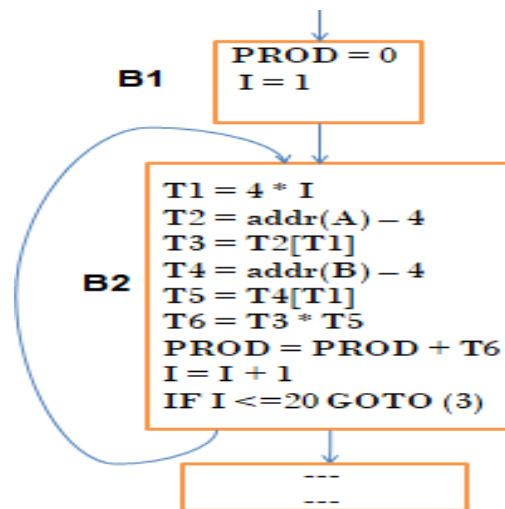 PROD = 0
B1
I = 1
T1 = 4 * I
T2 = addr(A) – 4
T3 = T2[T1]
T4 = addr(B) – 4
B2
T5 = T4[T1]
T6 = T3 * T5
PROD = PROD + T6
I = I + 1
IF I <=20 GOTO (3)
---
---